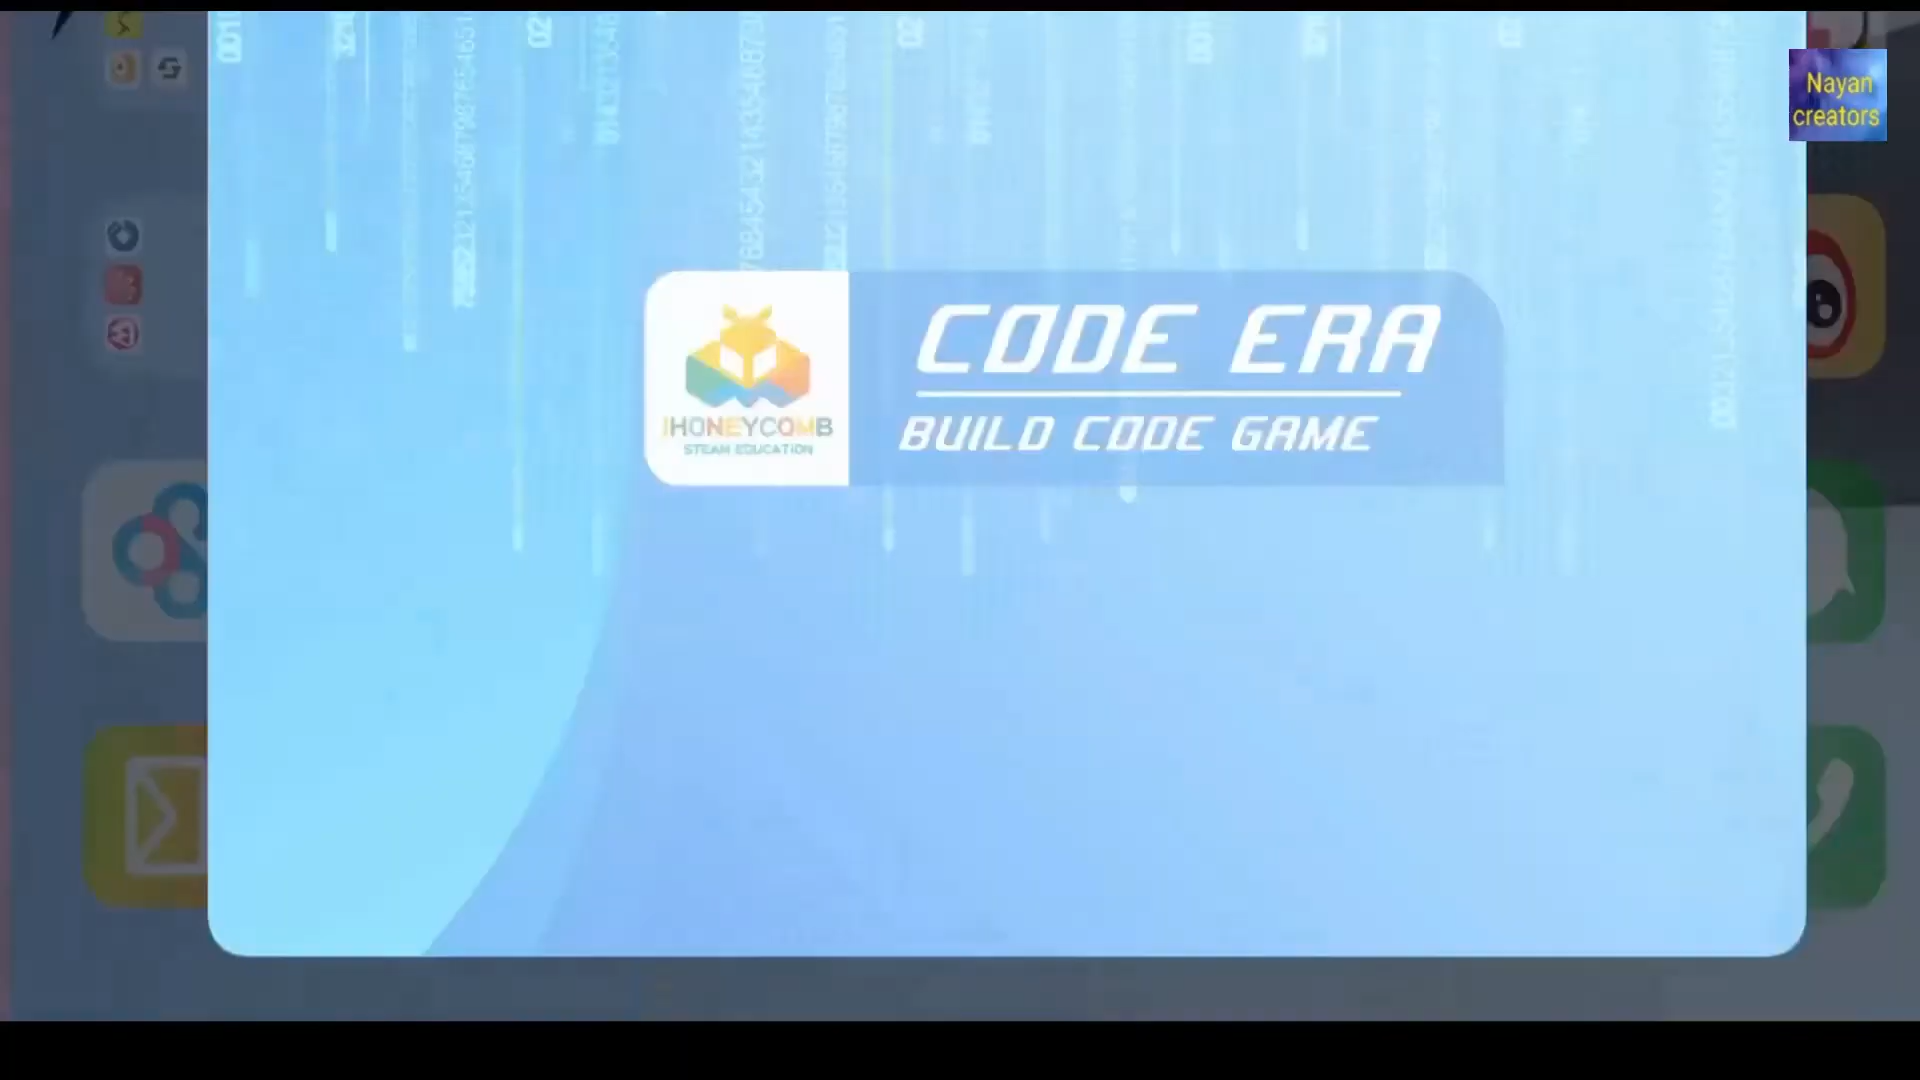 Nayan
creators
CODE ERA
BUILD CODE GAME
IHONEYCOMB
STEAM EDUCATION